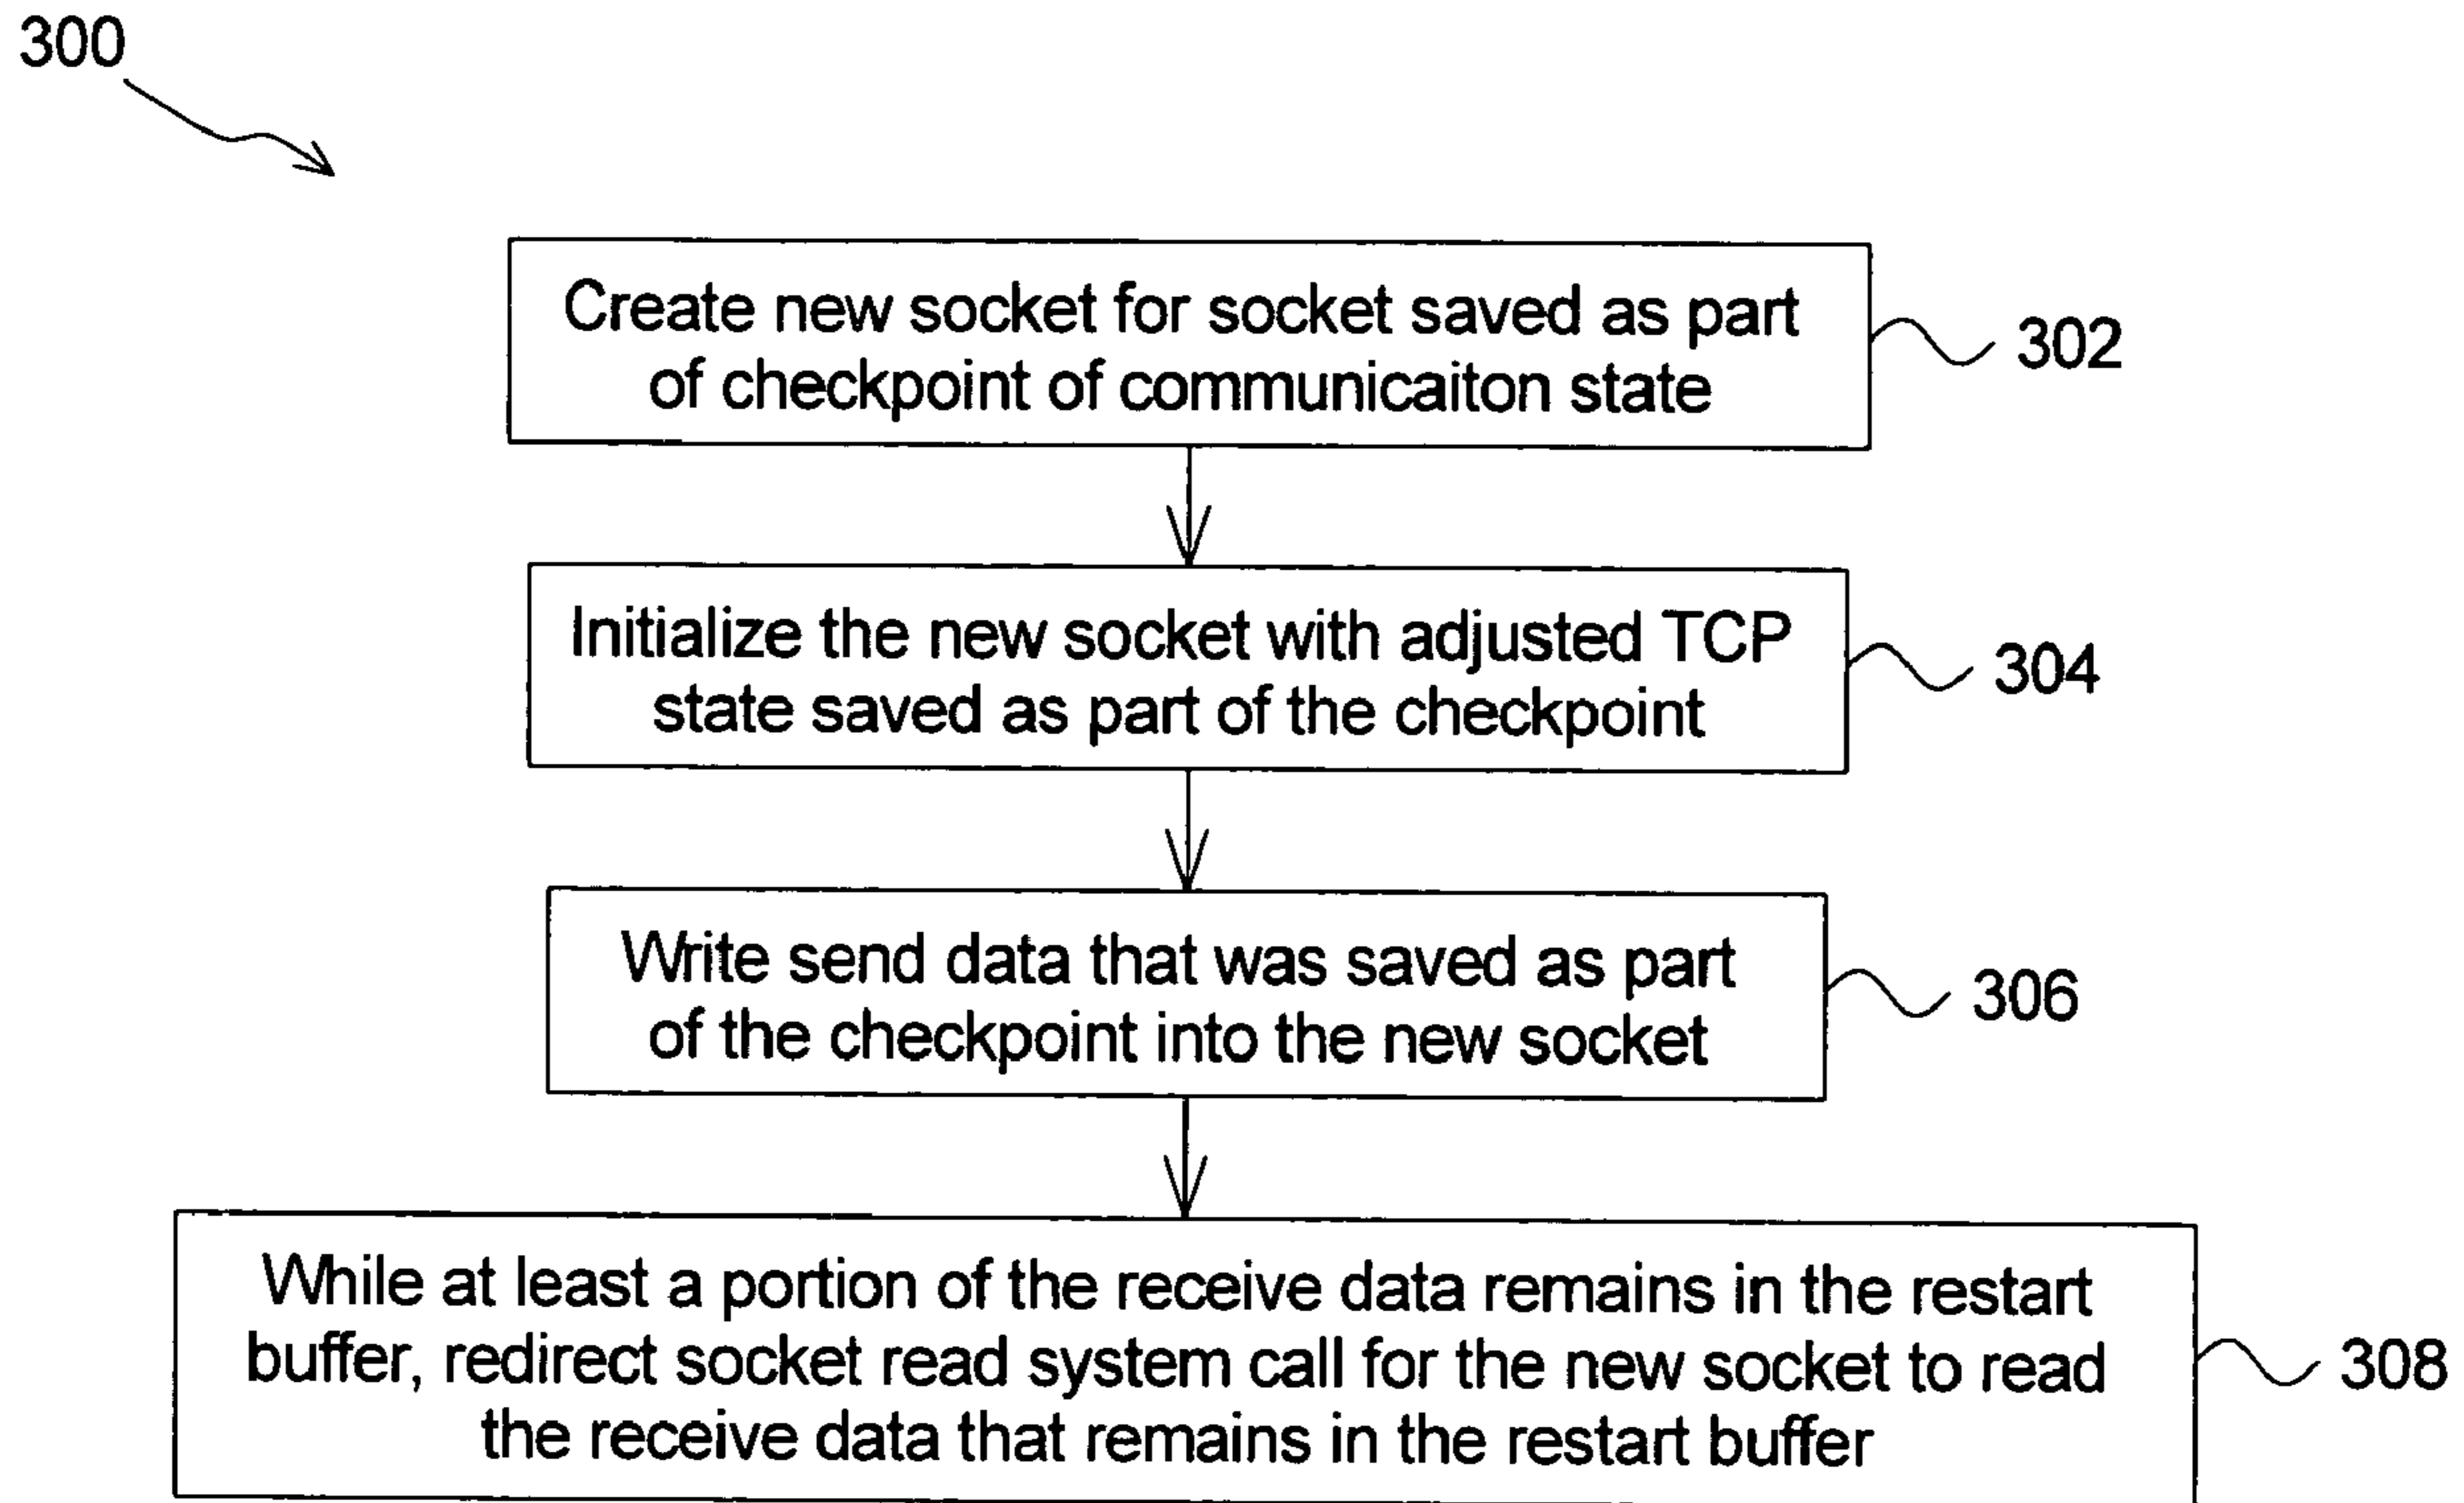 300
Create new socket for socket saved as part
of checkpoint of communicaiton state
302
Initialize the new socket with adjusted TCP
state saved as part of the checkpoint
304
Write send data that was saved as part
of the checkpoint into the new socket
306
While at least a portion of the receive data remains in the restart
buffer, redirect socket read system call for the new socket to read
the receive data that remains in the restart buffer
308